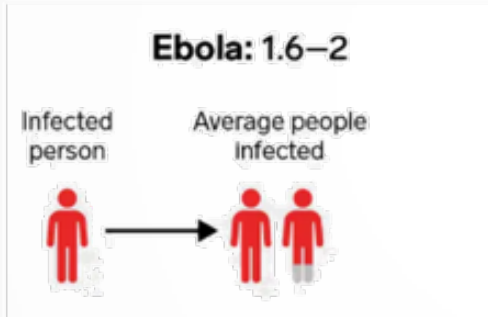 Ebola: 1.6–2
Infected
person
Average people
infected